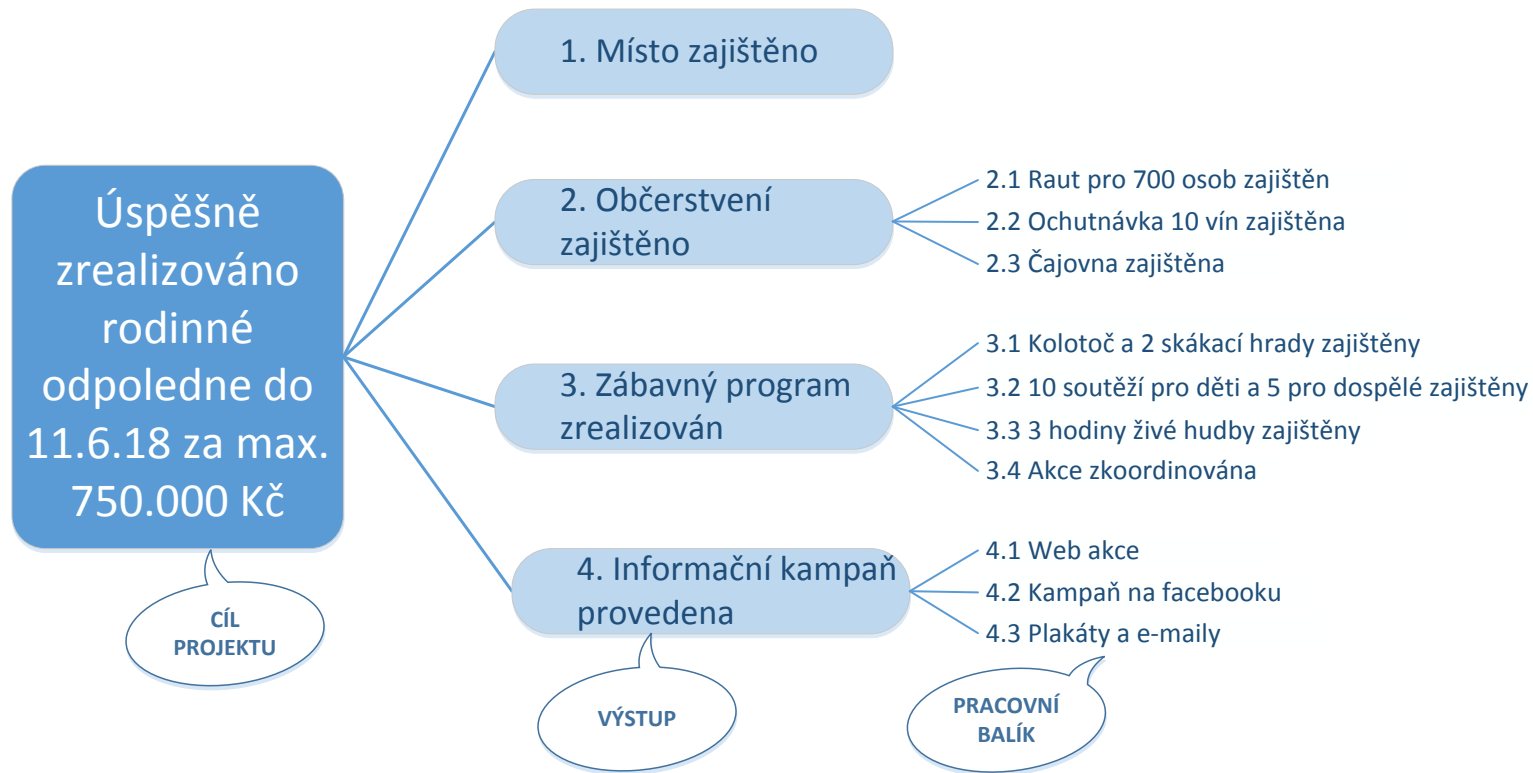 Úspěšně
zrealizováno
rodinné
odpoledne do
11.6.18 za max.
750.000 Kč
CÍL
PROJEKTU
1. Místo zajištěno
2. Občerstvení
zajištěno
2.1 Raut pro 700 osob zajištěn
2.2 Ochutnávka 10 vín zajištěna
2.3 Čajovna zajištěna
3. Zábavný program
zrealizován
3.1 Kolotoč a 2 skákací hrady zajištěny
3.2 10 soutěží pro děti a 5 pro dospělé zajištěny
3.3 3 hodiny živé hudby zajištěny
3.4 Akce zkoordinována
4. Informační kampaň
provedena
4.1 Web akce
4.2 Kampaň na facebooku
4.3 Plakáty a e-maily
VÝSTUP
PRACOVNÍ
BALÍK